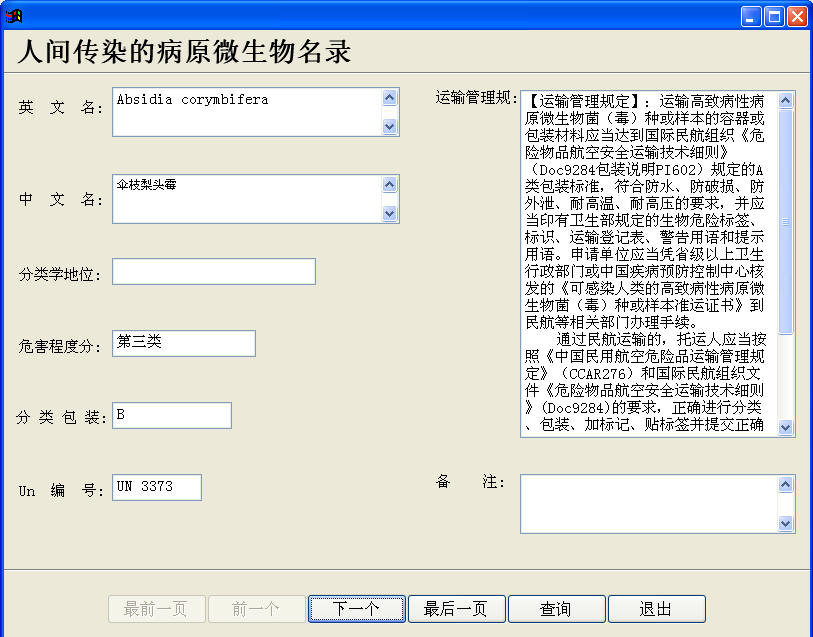 人间传染的病原微生物名录
英 文 名:
Absidia corymbifera
中 文 名:
伞枝梨头霉
分类学地位:
危害程度分:
第三类
分 类 包 装:
B
Un 编 号:
UN 3373
运输管理规:
【运输管理规定】：运输高致病性病
原微生物菌（毒）种或样本的容器或
包装材料应当达到国际民航组织《危
险物品航空安全运输技术细则》
（Doc9284包装说明PI602）规定的A
类包装标准，符合防水、防破损、防
外泄、耐高温、耐高压的要求，并应
当印有卫生部规定的生物危险标签、
标识、运输登记表、警告用语和提示
用语。申请单位应当凭省级以上卫生
行政部门或中国疾病预防控制中心核
发的《可感染人类的高致病性病原微
生物菌（毒）种或样本准运证书》到
民航等相关部门办理手续。
通过民航运输的，托运人应当按
照《中国民用航空危险品运输管理规
定》（CCAR276）和国际民航组织文
件《危险物品航空安全运输技术细则
》(Doc9284)的要求，正确进行分类
、包装、加标记、贴标签并提交正确
备 注:
最前一页
前一个
下一个
最后一页
查询
退出